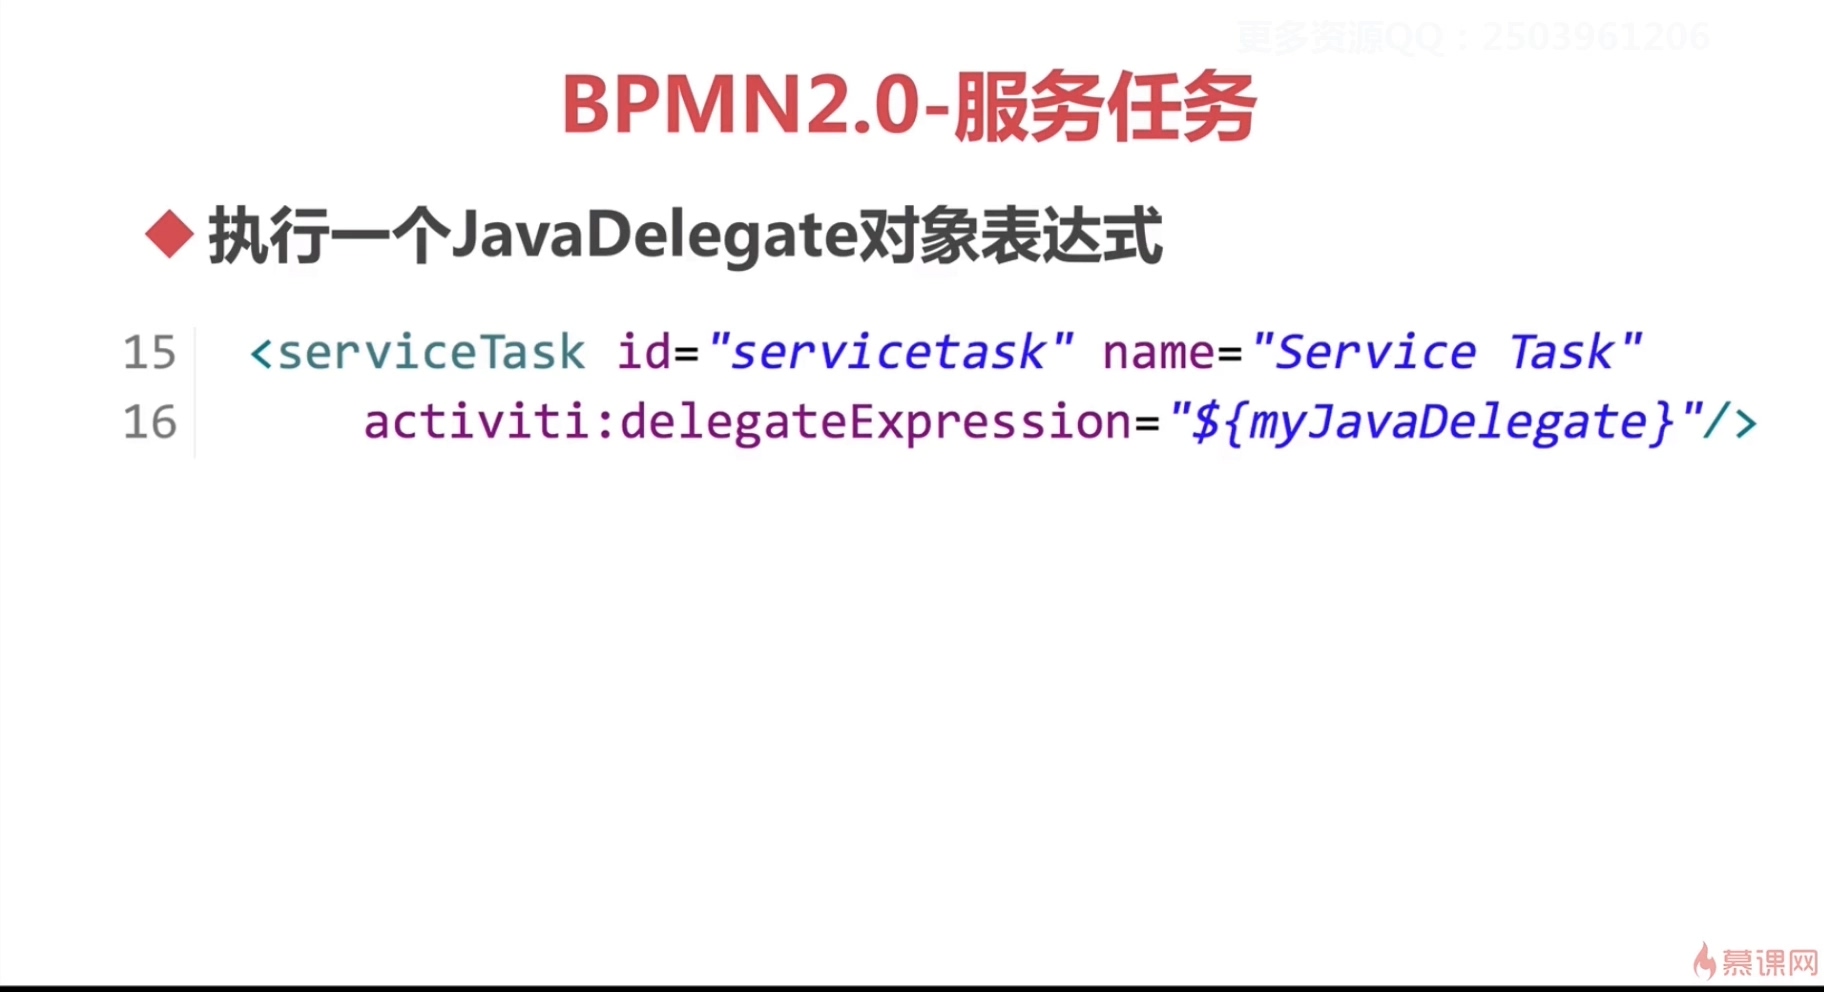 更多资源QQ：2503961206
BPMN2.0-服务任务
执行一个JavaDelegate对象表达式
15 <serviceTask id="servicetask" name="Service Task"
16 activiti:delegateExpression="${myJavaDelegate}"/>
慕课网